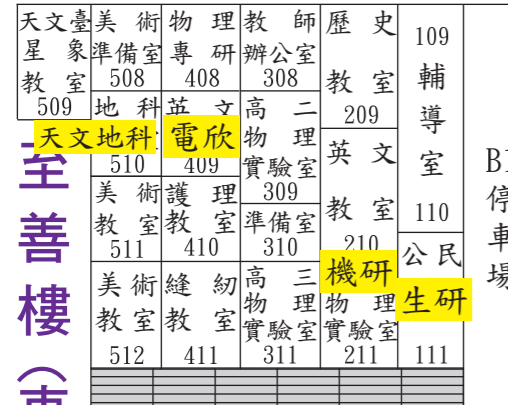 天文臺
星象
教室
509
美術
準備室
508
物理
專研
408
教師
辦公室
308
歷史
教室
209
109
輔
導
室
110
地科
天文地科
510
英文
電欣
409
高二
物理
實驗室
309
英文
教室
210
美術
教室
511
護理
教室
410
準備室
310
公民
生研
111
美術
教室
512
縫紉
教室
411
高三
物理
實驗室
311
機研
物理
實驗室
211
至善樓（東
停車場